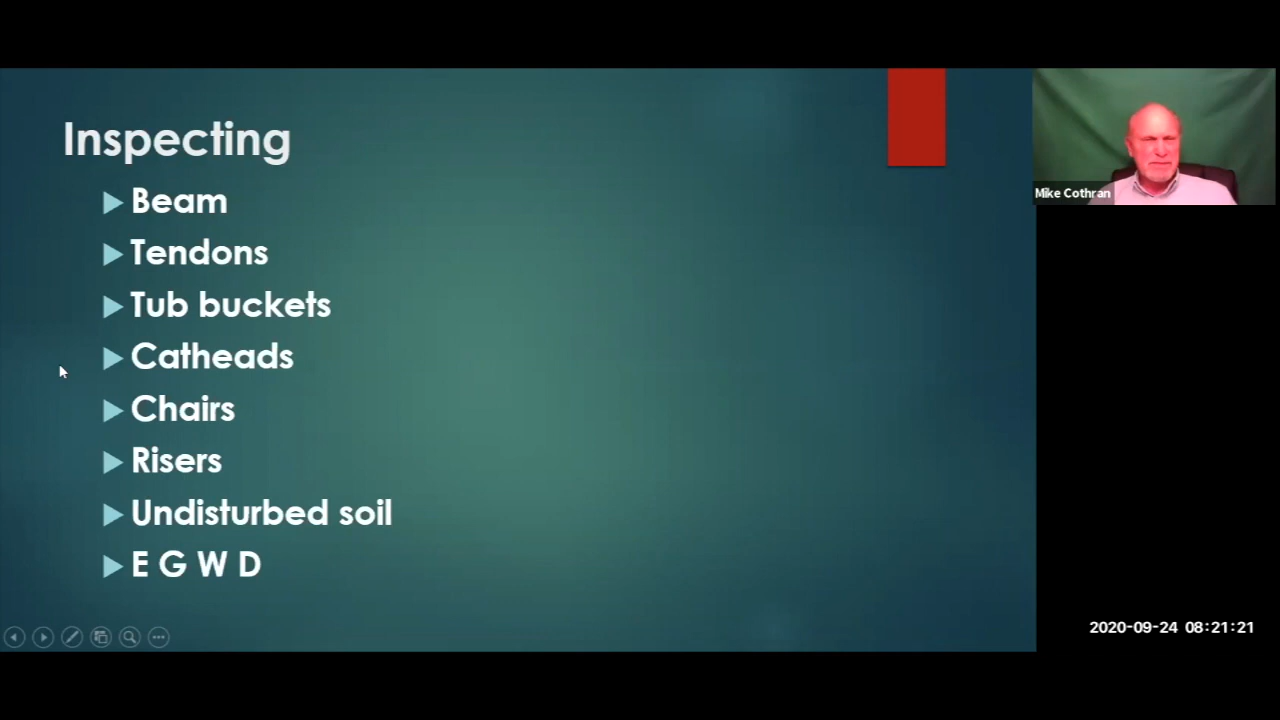 Inspecting
Beam
Tendons
Tub buckets
Catheads
Chairs
Risers
Undisturbed soil
E G W D
Mike Cothran
2020-09-24 08:21:21